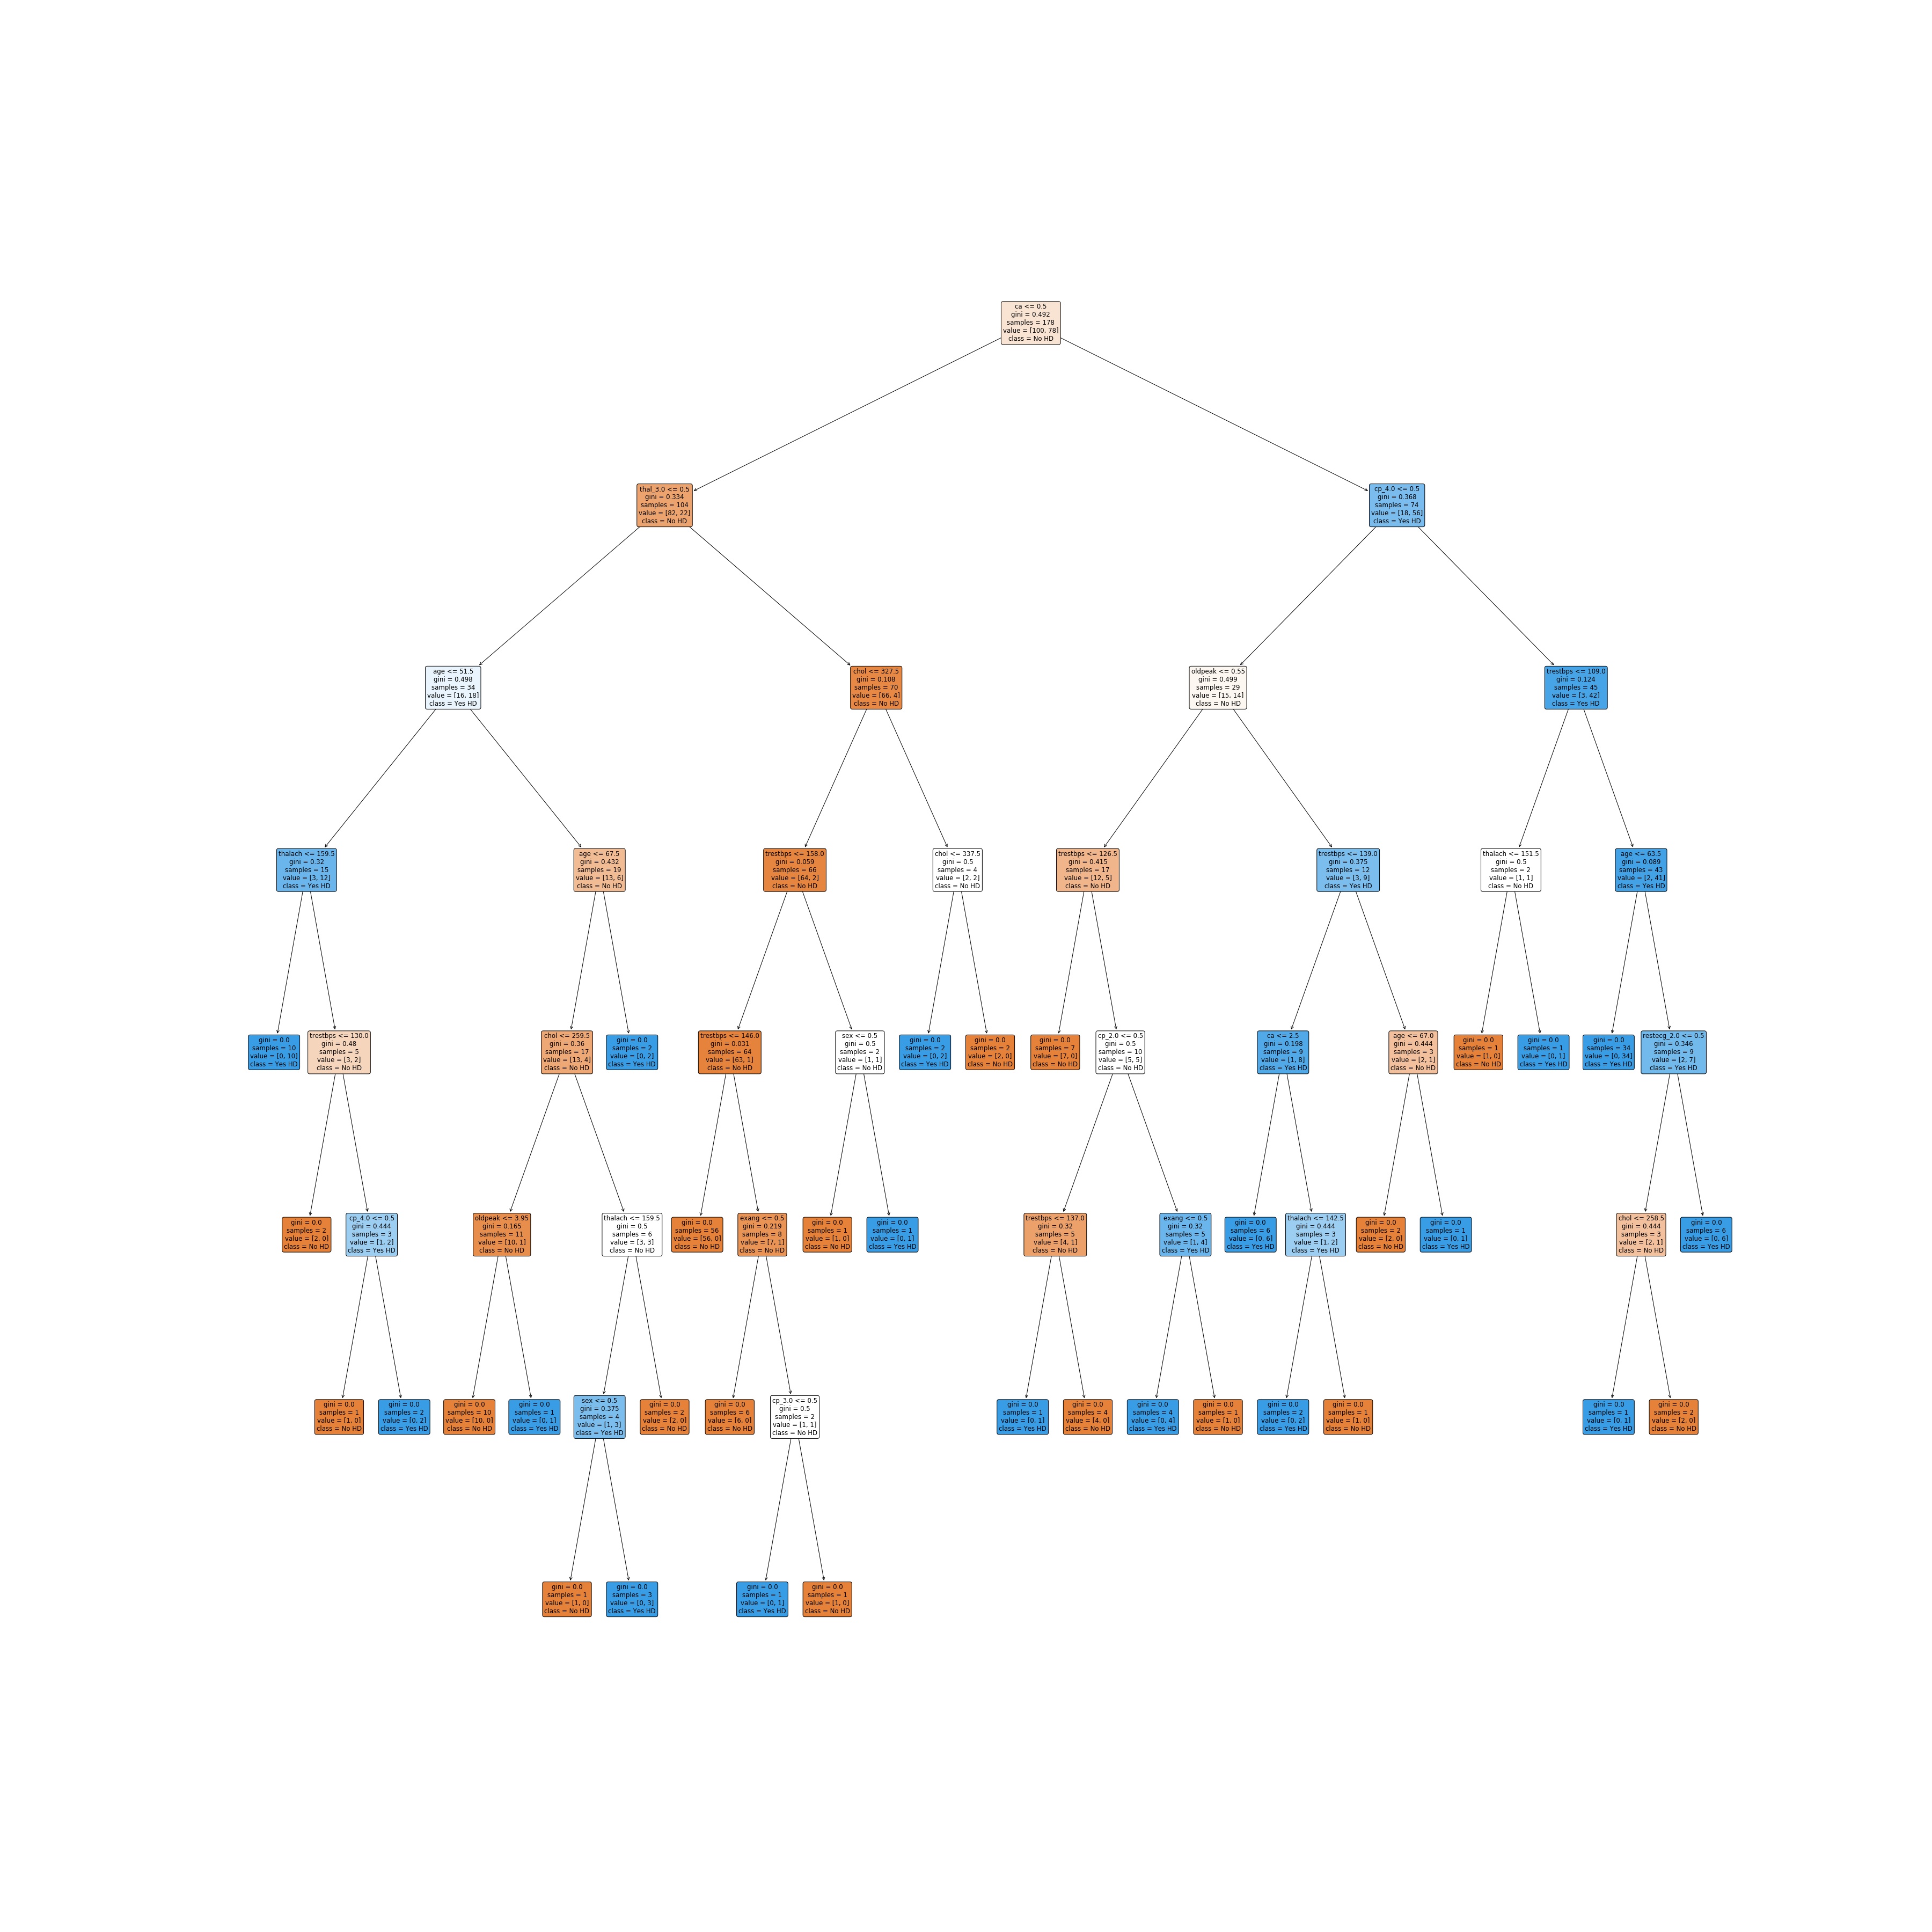 ca <= 0.5
gini = 0.492
samples = 178
value = [100, 78]
class = No HD
thal_3.0 <= 0.5
gini = 0.334
samples = 104
value = [82, 22]
class = No HD
cp_4.0 <= 0.5
gini = 0.368
samples = 74
value = [18, 56]
class = Yes HD
age <= 51.5
gini = 0.498
samples = 34
value = [16, 18]
class = Yes HD
chol <= 327.5
gini = 0.108
samples = 70
value = [66, 4]
class = No HD
oldpeak <= 0.55
gini = 0.499
samples = 29
value = [15, 14]
class = No HD
trestbps <= 109.0
gini = 0.124
samples = 45
value = [3, 42]
class = Yes HD
thalach <= 159.5
gini = 0.32
samples = 15
value = [3, 12]
class = Yes HD
age <= 67.5
gini = 0.432
samples = 19
value = [13, 6]
class = No HD
trestbps <= 158.0
gini = 0.059
samples = 66
value = [64, 2]
class = No HD
chol <= 337.5
gini = 0.5
samples = 4
value = [2, 2]
class = No HD
trestbps <= 126.5
gini = 0.415
samples = 17
value = [12, 5]
class = No HD
trestbps <= 139.0
gini = 0.375
samples = 12
value = [3, 9]
class = Yes HD
thalach <= 151.5
gini = 0.5
samples = 2
value = [1, 1]
class = No HD
age <= 63.5
gini = 0.089
samples = 43
value = [2, 41]
class = Yes HD
gini = 0.0
samples = 10
value = [0, 10]
class = Yes HD
trestbps <= 130.0
gini = 0.48
samples = 5
value = [3, 2]
class = No HD
chol <= 259.5
gini = 0.36
samples = 17
value = [13, 4]
class = No HD
gini = 0.0
samples = 2
value = [0, 2]
class = Yes HD
trestbps <= 146.0
gini = 0.031
samples = 64
value = [63, 1]
class = No HD
sex <= 0.5
gini = 0.5
samples = 2
value = [1, 1]
class = No HD
gini = 0.0
samples = 2
value = [0, 2]
class = Yes HD
gini = 0.0
samples = 2
value = [2, 0]
class = No HD
gini = 0.0
samples = 7
value = [7, 0]
class = No HD
cp_2.0 <= 0.5
gini = 0.5
samples = 10
value = [5, 5]
class = No HD
ca <= 2.5
gini = 0.198
samples = 9
value = [1, 8]
class = Yes HD
age <= 67.0
gini = 0.444
samples = 3
value = [2, 1]
class = No HD
gini = 0.0
samples = 1
value = [1, 0]
class = No HD
gini = 0.0
samples = 1
value = [0, 1]
class = Yes HD
gini = 0.0
samples = 34
value = [0, 34]
class = Yes HD
restecg_2.0 <= 0.5
gini = 0.346
samples = 9
value = [2, 7]
class = Yes HD
gini = 0.0
samples = 2
value = [2, 0]
class = No HD
cp_4.0 <= 0.5
gini = 0.444
samples = 3
value = [1, 2]
class = Yes HD
oldpeak <= 3.95
gini = 0.165
samples = 11
value = [10, 1]
class = No HD
thalach <= 159.5
gini = 0.5
samples = 6
value = [3, 3]
class = No HD
gini = 0.0
samples = 56
value = [56, 0]
class = No HD
exang <= 0.5
gini = 0.219
samples = 8
value = [7, 1]
class = No HD
gini = 0.0
samples = 1
value = [1, 0]
class = No HD
gini = 0.0
samples = 1
value = [0, 1]
class = Yes HD
trestbps <= 137.0
gini = 0.32
samples = 5
value = [4, 1]
class = No HD
exang <= 0.5
gini = 0.32
samples = 5
value = [1, 4]
class = Yes HD
gini = 0.0
samples = 6
value = [0, 6]
class = Yes HD
thalach <= 142.5
gini = 0.444
samples = 3
value = [1, 2]
class = Yes HD
gini = 0.0
samples = 2
value = [2, 0]
class = No HD
gini = 0.0
samples = 1
value = [0, 1]
class = Yes HD
chol <= 258.5
gini = 0.444
samples = 3
value = [2, 1]
class = No HD
gini = 0.0
samples = 6
value = [0, 6]
class = Yes HD
gini = 0.0
samples = 1
value = [1, 0]
class = No HD
gini = 0.0
samples = 2
value = [0, 2]
class = Yes HD
gini = 0.0
samples = 10
value = [10, 0]
class = No HD
gini = 0.0
samples = 1
value = [0, 1]
class = Yes HD
sex <= 0.5
gini = 0.375
samples = 4
value = [1, 3]
class = Yes HD
gini = 0.0
samples = 2
value = [2, 0]
class = No HD
gini = 0.0
samples = 6
value = [6, 0]
class = No HD
cp_3.0 <= 0.5
gini = 0.5
samples = 2
value = [1, 1]
class = No HD
gini = 0.0
samples = 1
value = [0, 1]
class = Yes HD
gini = 0.0
samples = 4
value = [4, 0]
class = No HD
gini = 0.0
samples = 4
value = [0, 4]
class = Yes HD
gini = 0.0
samples = 1
value = [1, 0]
class = No HD
gini = 0.0
samples = 2
value = [0, 2]
class = Yes HD
gini = 0.0
samples = 1
value = [1, 0]
class = No HD
gini = 0.0
samples = 1
value = [0, 1]
class = Yes HD
gini = 0.0
samples = 2
value = [2, 0]
class = No HD
gini = 0.0
samples = 1
value = [1, 0]
class = No HD
gini = 0.0
samples = 3
value = [0, 3]
class = Yes HD
gini = 0.0
samples = 1
value = [0, 1]
class = Yes HD
gini = 0.0
samples = 1
value = [1, 0]
class = No HD